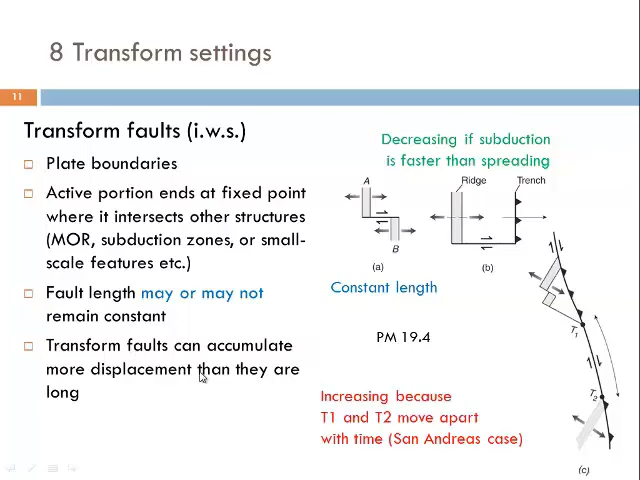 8 Transform settings
11
Transform faults (i.w.s.)
Plate boundaries
Active portion ends at fixed point
where it intersects other structures
(MOR, subduction zones, or small-
scale features etc.)
Fault length may or may not
remain constant
Transform faults can accumulate
more displacement than they are
long
Decreasing if subduction
is faster than spreading
A
B
(a)
Ridge
Trench
(b)
Constant length
PM 19.4
T1
T2
(c)
Increasing because
T1 and T2 move apart
with time (San Andreas case)